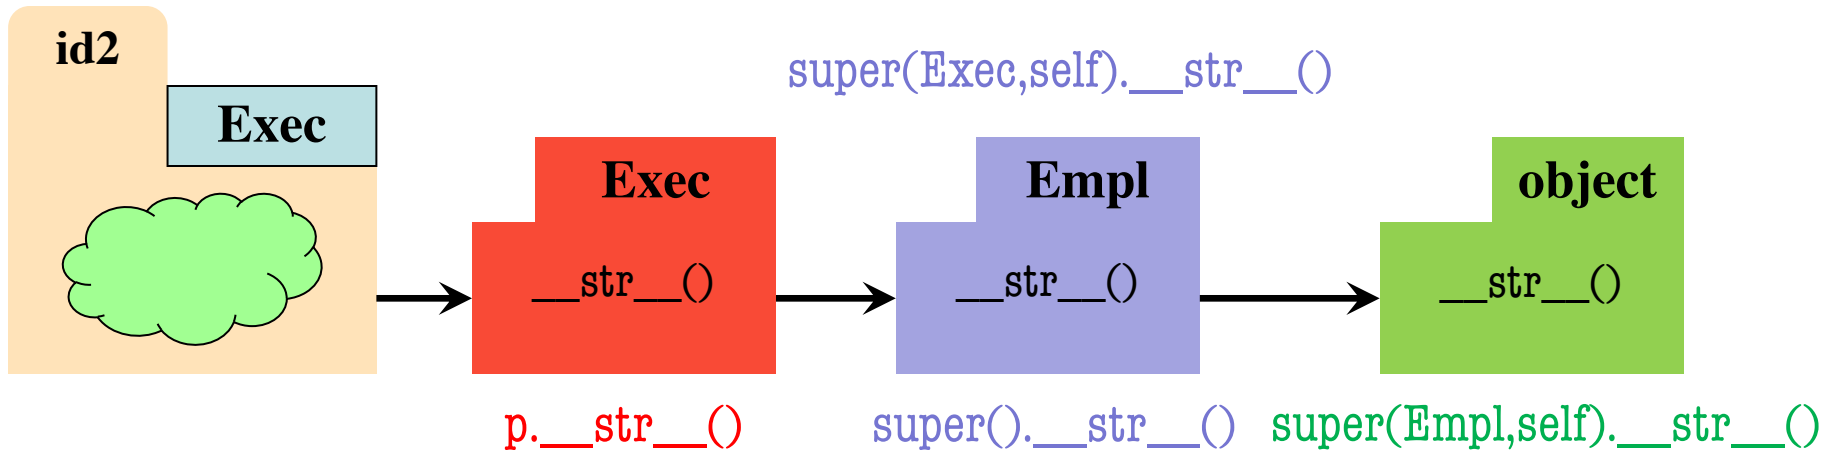 id2
super(Exec,self).__str__()
Exec
Exec
Empl
object
__str__()
__str__()
__str__()
p.__str__()
super().__str__()
super(Empl,self).__str__()